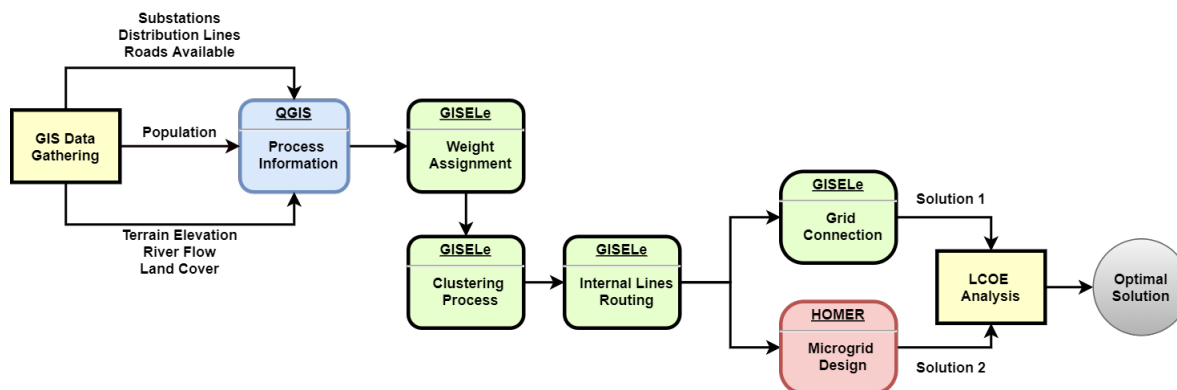 Substations
Distribution Lines
Roads Available
GIS Data
Gathering
Population
Terrain Elevation
River Flow
Land Cover
QGIS
Process
Information
GISELe
Weight
Assignment
GISELe
Clustering
Process
GISELe
Internal Lines
Routing
GISELe
Grid
Connection
Solution 1
HOMER
Microgrid
Design
Solution 2
LCOE
Analysis
Optimal
Solution